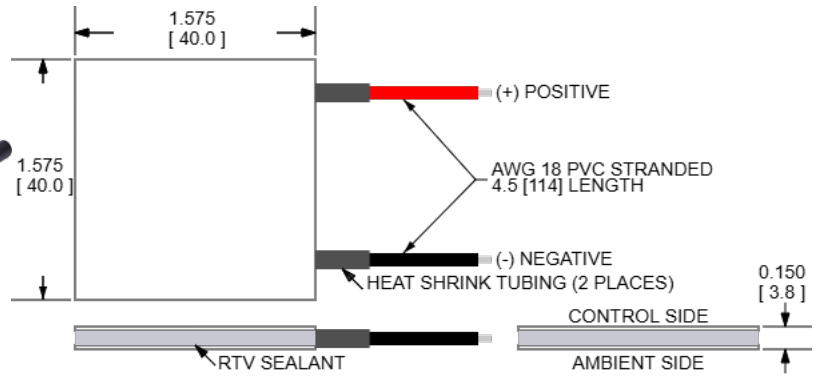 1.575
[ 40.0 ]
(+) POSITIVE
1.575
[ 40.0 ]
AWG 18 PVC STRANDED
4.5 [114] LENGTH
(-) NEGATIVE
HEAT SHRINK TUBING (2 PLACES)
0.150
[ 3.8 ]
CONTROL SIDE
RTV SEALANT
AMBIENT SIDE